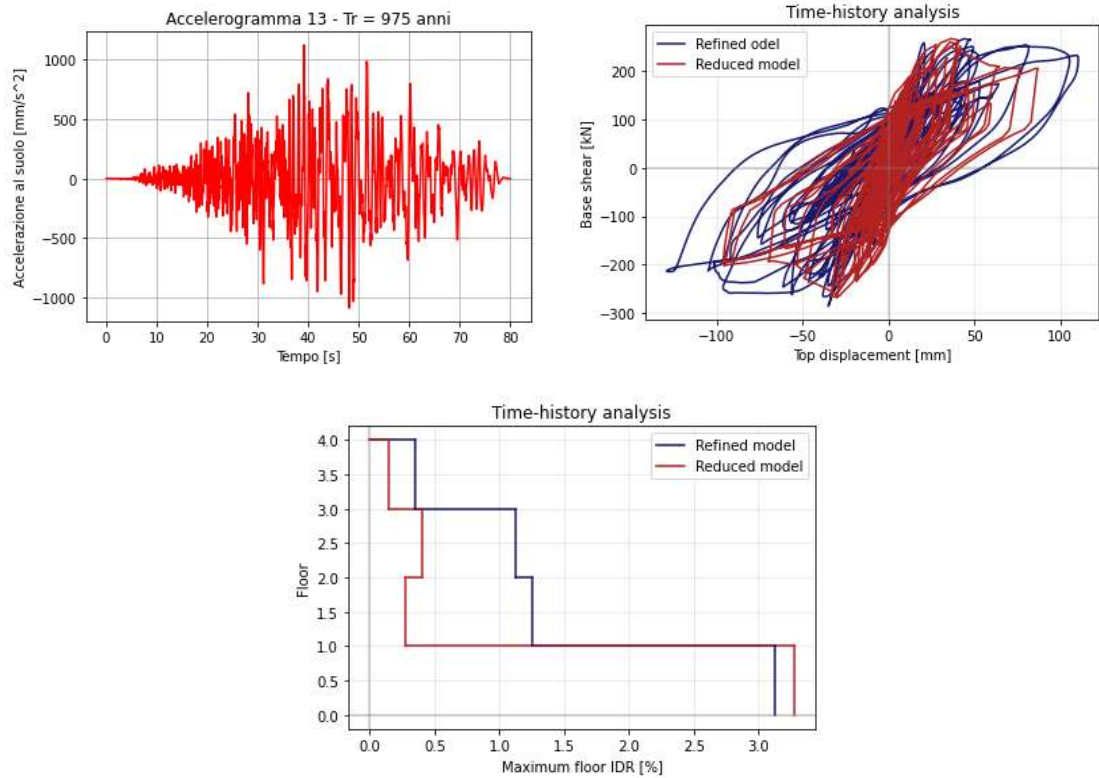 Accelerogramma 13 - Tr = 975 anni
1000
500
0
−500
−1000
Accelerazione al suolo [mm/s^2]
0 10 20 30 40 50 60 70 80
Tempo [s]
Time-history analysis
Refined odel
Reduced model
200
100
0
−100
−200
−300
Base shear [kN]
−100 −50 0 50 100
Top displacement [mm]
Time-history analysis
Refined model
Reduced model
4.0
3.5
3.0
2.5
2.0
1.5
1.0
0.5
0.0
Floor
0.0 0.5 1.0 1.5 2.0 2.5 3.0
Maximum floor IDR [%]